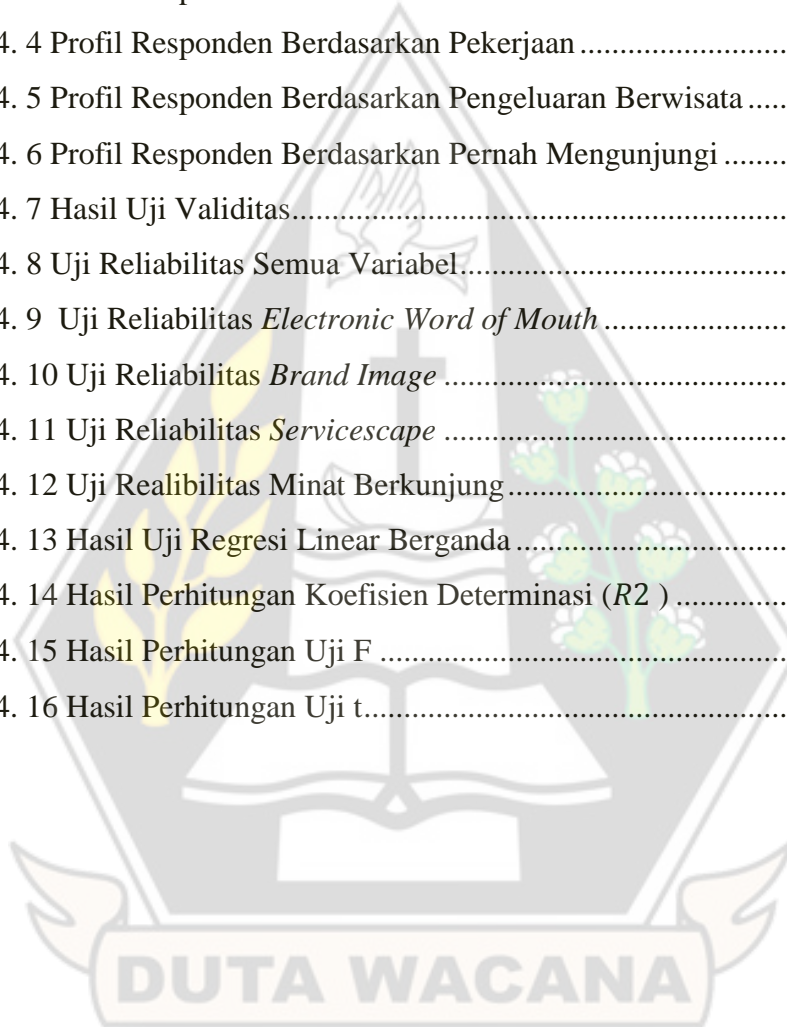 4. 4 Profil Responden Berdasarkan Pekerjaan .......................
4. 5 Profil Responden Berdasarkan Pengeluaran Berwisata .....
4. 6 Profil Responden Berdasarkan Pernah Mengunjungi ........
4. 7 Hasil Uji Validitas.......................................................
4. 8 Uji Reliabilitas Semua Variabel....................................
4. 9  Uji Reliabilitas Electronic Word of Mouth ....................
4. 10 Uji Reliabilitas Brand Image ......................................
4. 11 Uji Reliabilitas Servicescape ......................................
4. 12 Uji Realibilitas Minat Berkunjung...............................
4. 13 Hasil Uji Regresi Linear Berganda ..............................
4. 14 Hasil Perhitungan Koefisien Determinasi (R2 ) .............
4. 15 Hasil Perhitungan Uji F ..............................................
4. 16 Hasil Perhitungan Uji t................................................
DUTA WACANA